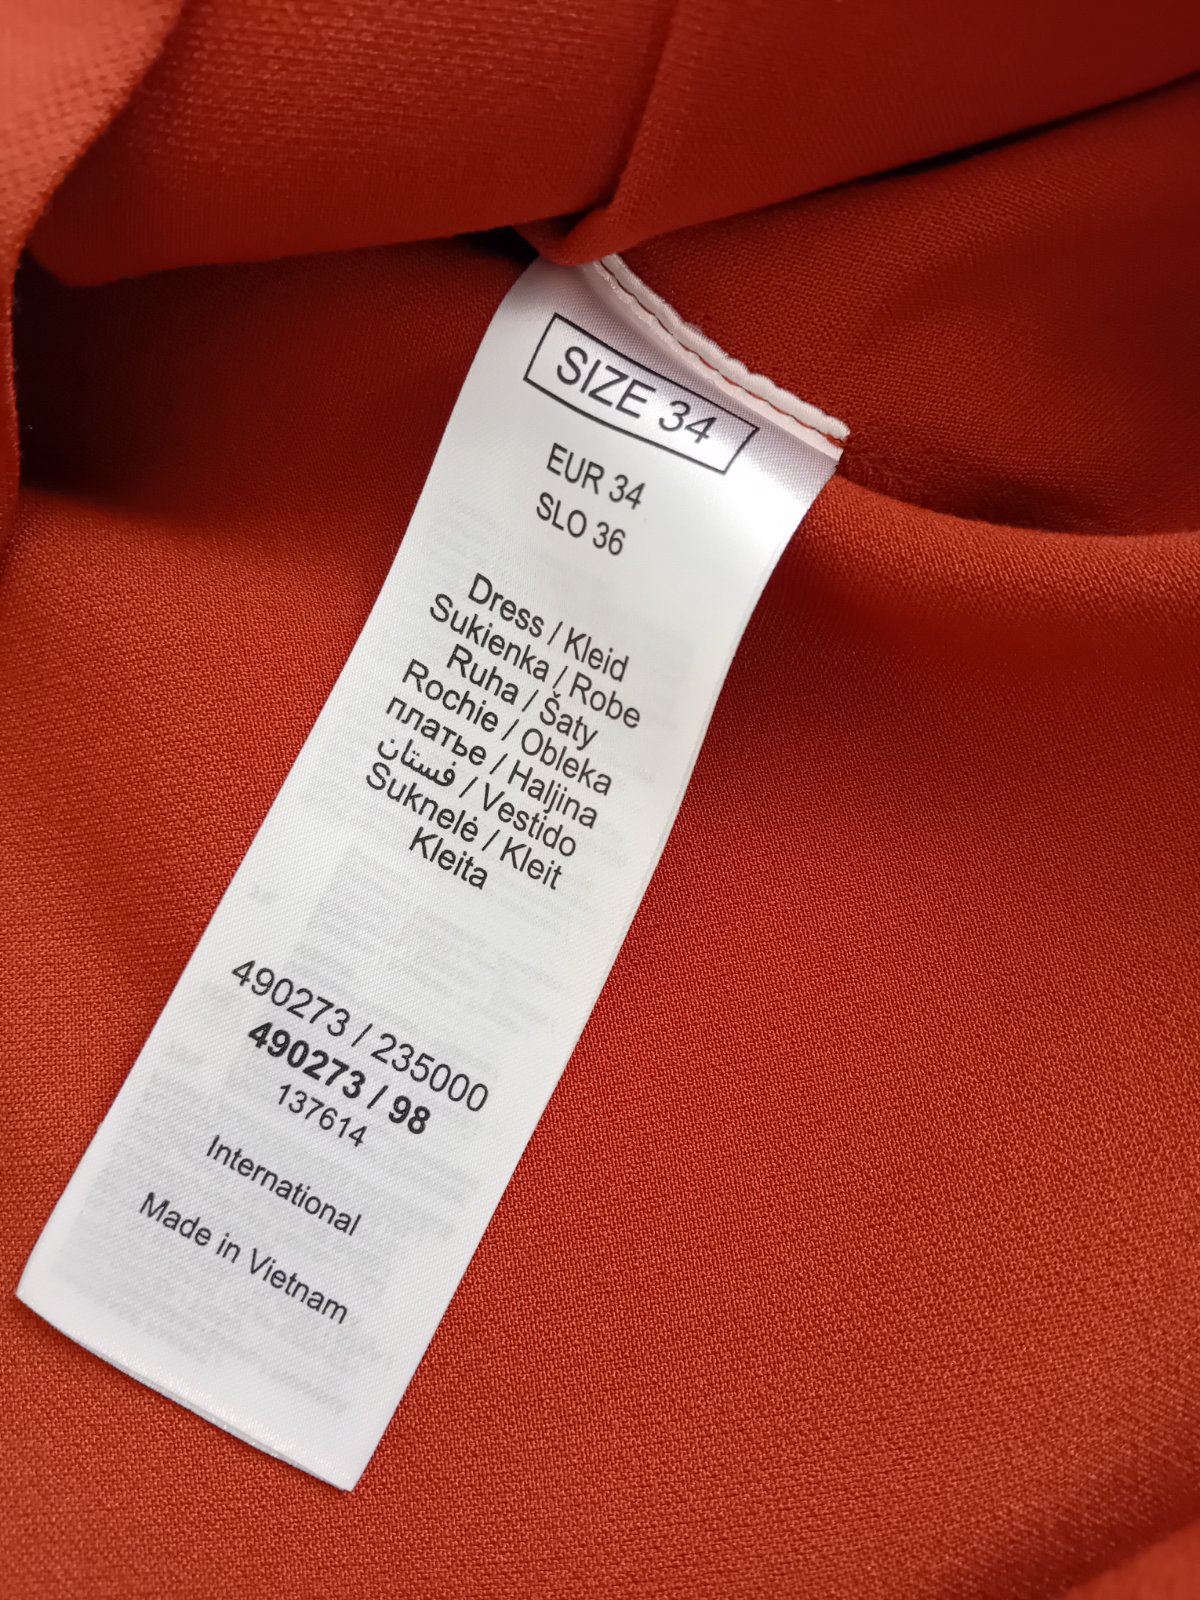 SIZE 34
EUR 34
SLO 36
Dress / Kleid
Sukienka / Robe
Ruha / Šaty
Rochie / Obleka
платье / Haljina
فستان / Vestido
Suknelė / Kleit
Kleita
490273 / 235000
490273 / 98
137614
International
Made in Vietnam